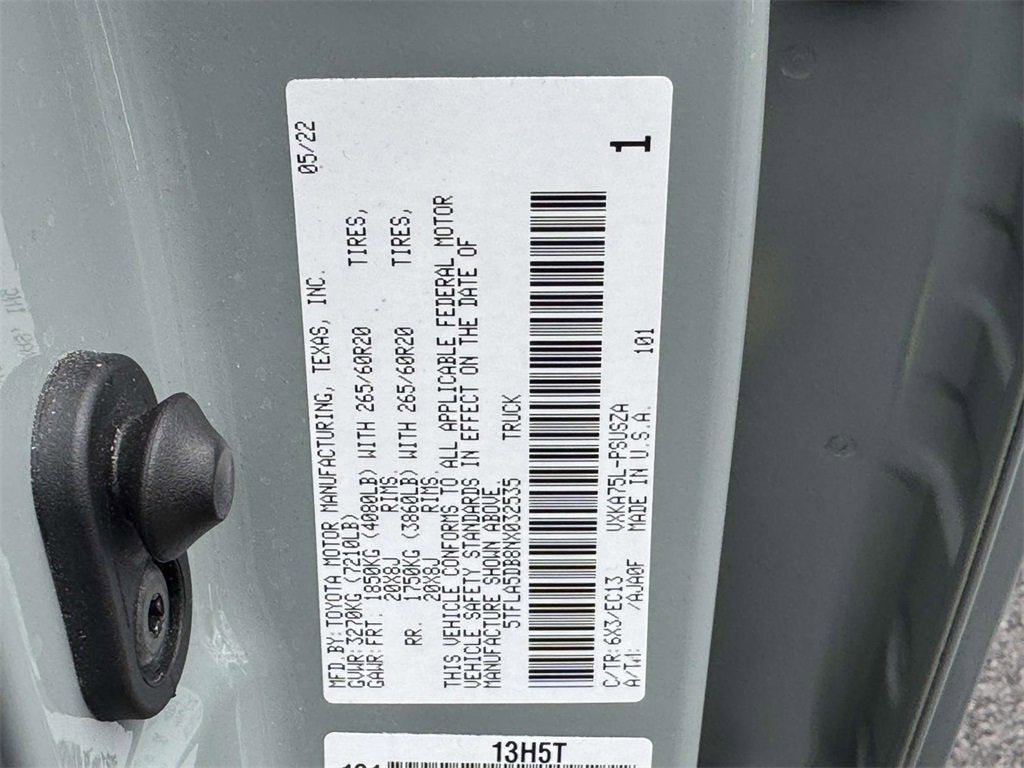 MFD.BY: TOYOTA MOTOR MANUFACTURING, TEXAS, INC. 05/22
GVWR: 3270KG (7210LB)
GAWR: FRT. 1850KG (4080LB) WITH 265/60R20 TIRES,
20X8J RIMS,
RR. 1750KG (3860LB) WITH 265/60R20 TIRES,
20X8J RIMS.
THIS VEHICLE CONFORMS TO ALL APPLICABLE FEDERAL MOTOR
VEHICLE SAFETY STANDARDS IN EFFECT ON THE DATE OF
MANUFACTURE SHOWN ABOVE.
5TFLA5DB8NX032535 TRUCK
1
C/TR: 6X3/EC13 VXKA75L-PSUSZA 101
A/TM: /AJA0F MADE IN U.S.A.
13H5T